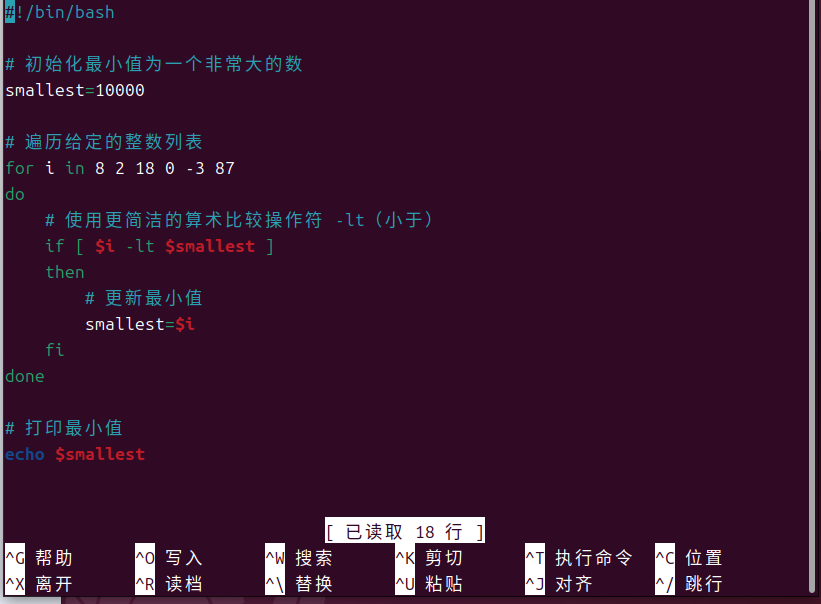 #!/bin/bash
# 初始化最小值为一个非常大的数
smallest=10000
# 遍历给定的整数列表
for i in 8 2 18 0 -3 87
do
    # 使用更简洁的算术比较操作符 -lt（小于）
    if [ $i -lt $smallest ]
    then
        # 更新最小值
        smallest=$i
    fi
done
# 打印最小值
echo $smallest
[ 已读取 18 行 ]
^G 帮助 ^O 写入 ^W 搜索 ^K 剪切 ^T 执行命令 ^C 位置
^X 离开 ^R 读档 ^\ 替换 ^U 粘贴 ^J 对齐 ^/ 跳行